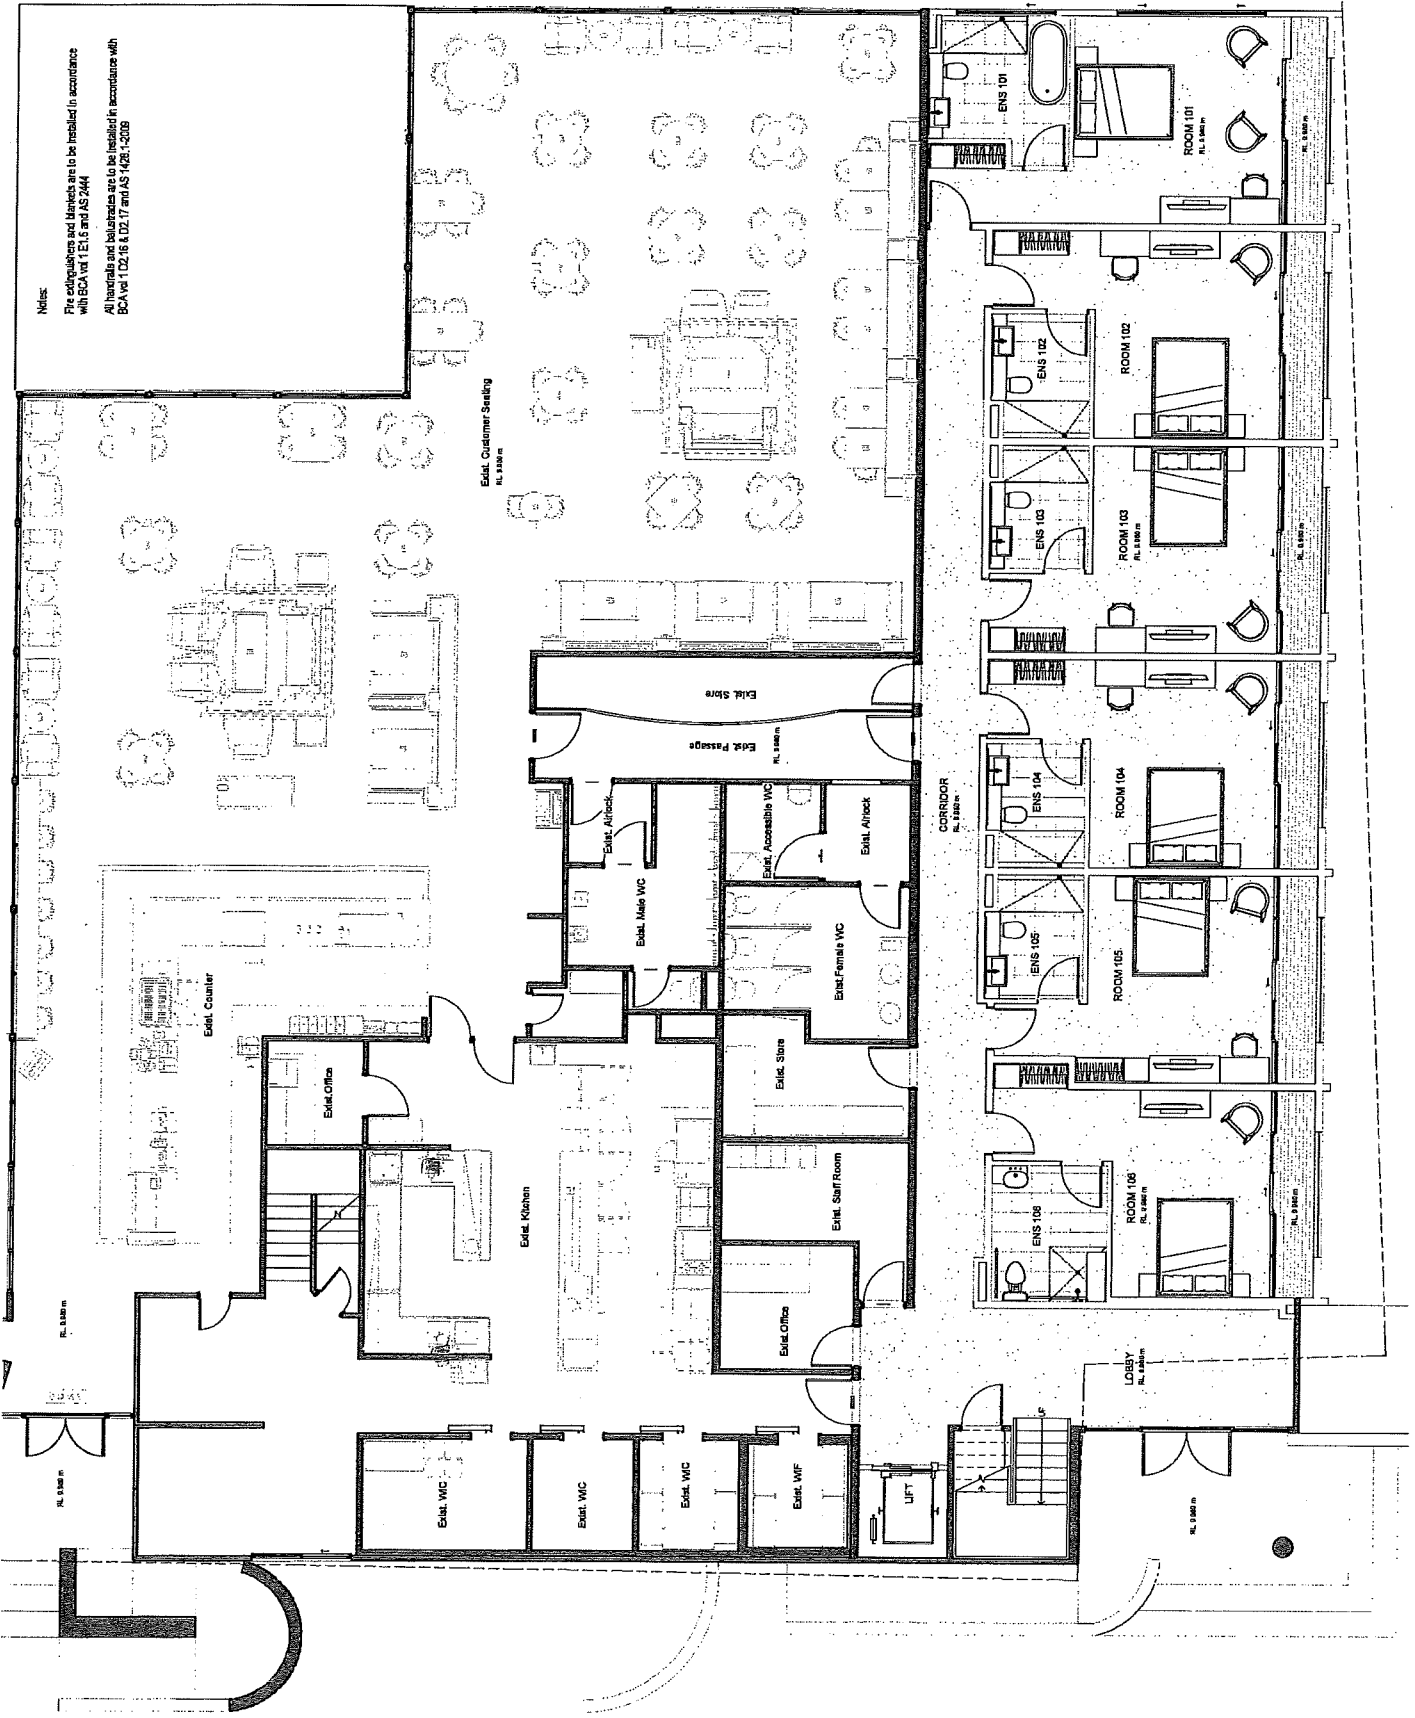 Notes:
Fire extinguishers and blankets are to be installed in accordance
with BCA vol 1 E1.6 and AS 2444
All handrails and balustrades are to be installed in accordance with
BCA vol 1 D2.16 & D2.17 and AS 1428.1-2009
Exist. Customer Seating
Exist. Counter
Exist. Store
Exist. Passage
Exist. Airlock
Exist. Male WC
Exist. Accessible WC
Exist. Airlock
Exist. Female WC
Exist. Office
Exist. Store
Exist. Kitchen
Exist. Staff Room
Exist. Office
Exist. WIC
Exist. WIC
Exist. WIC
Exist. WIF
LIFT
UP
LOBBY
CORRIDOR
ENS 101
ROOM 101
ENS 102
ROOM 102
ENS 103
ROOM 103
ENS 104
ROOM 104
ENS 105
ROOM 105
ENS 106
ROOM 106